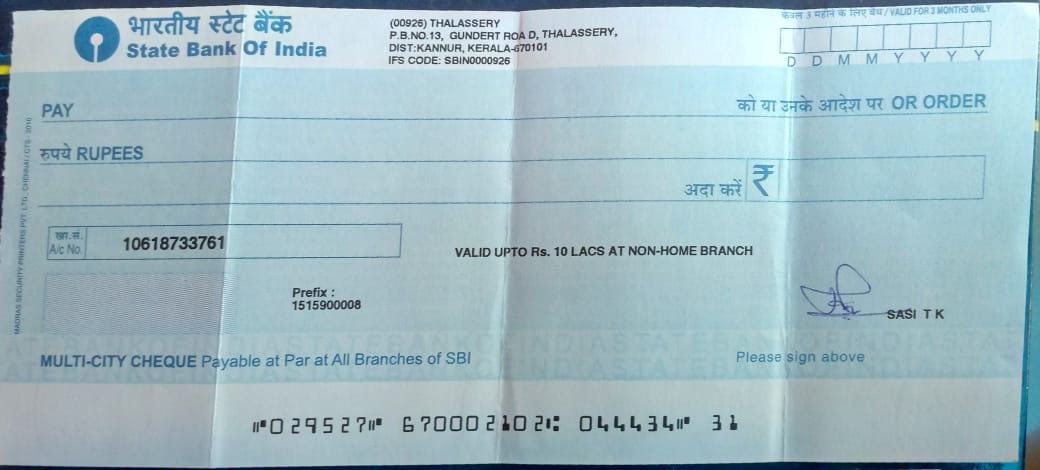 भारतीय स्टेट बैंक
State Bank Of India
(00926) THALASSERY
P.B.NO.13, GUNDERT ROA D, THALASSERY,
DIST:KANNUR, KERALA-670101
IFS CODE: SBIN0000926
केवल 3 महीने के लिए वैध / VALID FOR 3 MONTHS ONLY
D D M M Y Y Y Y
PAY
को या उनके आदेश पर OR ORDER
रुपये RUPEES
अदा करें ₹
खा.सं.
A/c No.
10618733761
VALID UPTO Rs. 10 LACS AT NON-HOME BRANCH
Prefix :
1515900008
SASI T K
MULTI-CITY CHEQUE Payable at Par at All Branches of SBI
Please sign above
⑈029527⑈ 670002102⑆ 044434⑈ 31
MADRAS SECURITY PRINTERS PVT. LTD., CHENNAI / CTS - 2010